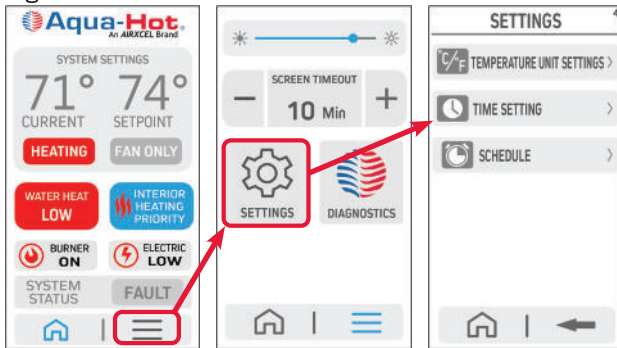 Aqua-Hot.
An AIRXCEL Brand
SYSTEM SETTINGS
71° 74°
CURRENT SETPOINT
HEATING FAN ONLY
WATER HEAT
LOW
INTERIOR
HEATING
PRIORITY
BURNER
ON
ELECTRIC
LOW
SYSTEM
STATUS
FAULT
SCREEN TIMEOUT
− 10 Min +
SETTINGS
DIAGNOSTICS
SETTINGS
°C/°F TEMPERATURE UNIT SETTINGS >
TIME SETTING >
SCHEDULE >